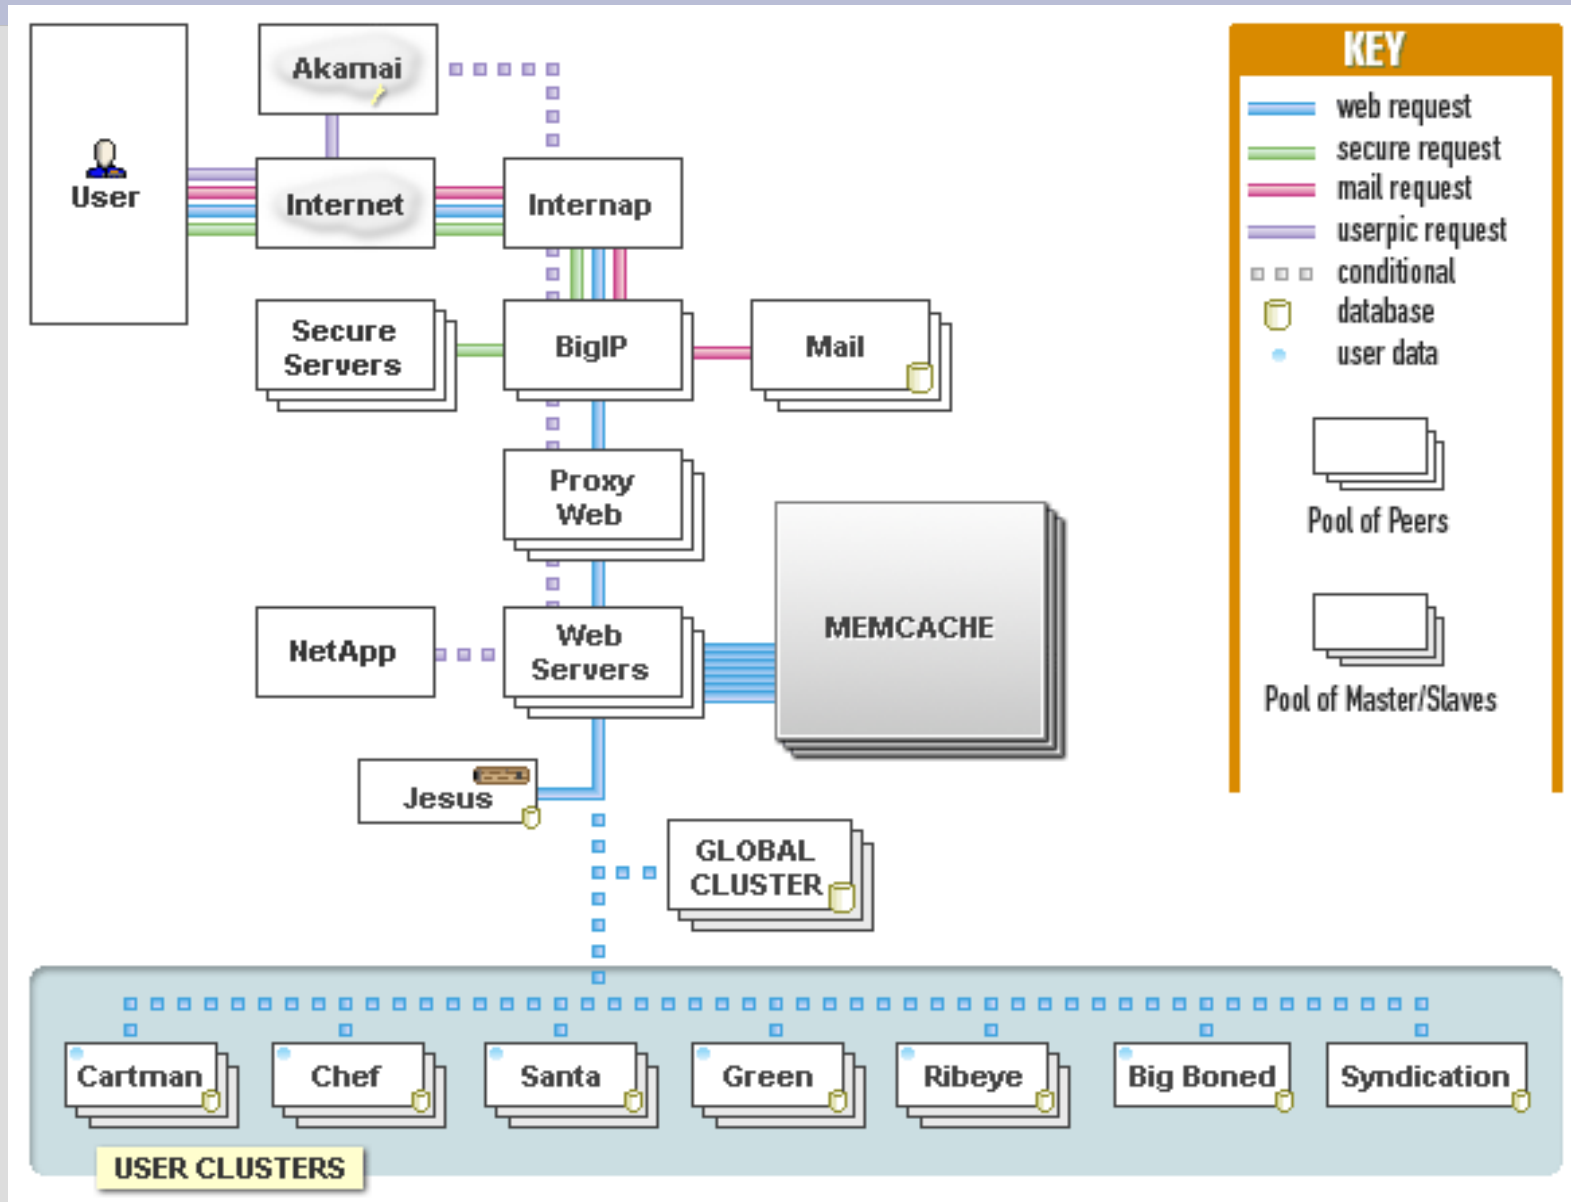 Akamai
User
Internet
Internap
Secure
Servers
BigIP
Mail
Proxy
Web
NetApp
Web
Servers
MEMCACHE
Jesus
GLOBAL
CLUSTER
Cartman
Chef
Santa
Green
Ribeye
Big Boned
Syndication
USER CLUSTERS
KEY
web request
secure request
mail request
userpic request
conditional
database
user data
Pool of Peers
Pool of Master/Slaves